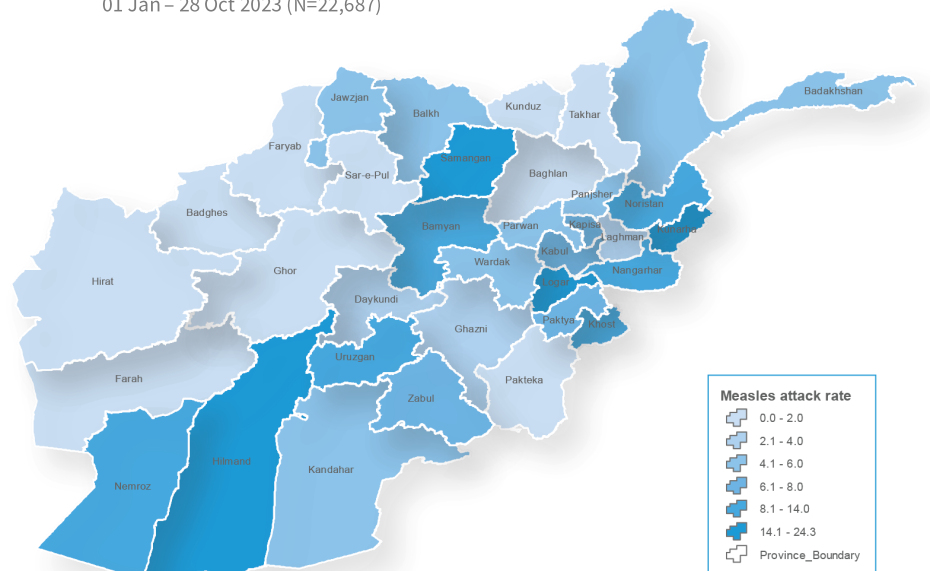 01 Jan – 28 Oct 2023 (N=22,687)
Badakhshan
Jawzjan
Kunduz
Balkh
Takhar
Faryab
Samangan
Sar-e-Pul
Baghlan
Panjsher
Noristan
Badghes
Bamyan
Parwan
Kapisa
Kunarha
Laghman
Kabul
Wardak
Nangarhar
Ghor
Hirat
Logar
Daykundi
Paktya
Khost
Ghazni
Uruzgan
Farah
Pakteka
Zabul
Hilmand
Kandahar
Nemroz
Measles attack rate
0.0 - 2.0
2.1 - 4.0
4.1 - 6.0
6.1 - 8.0
8.1 - 14.0
14.1 - 24.3
Province_Boundary